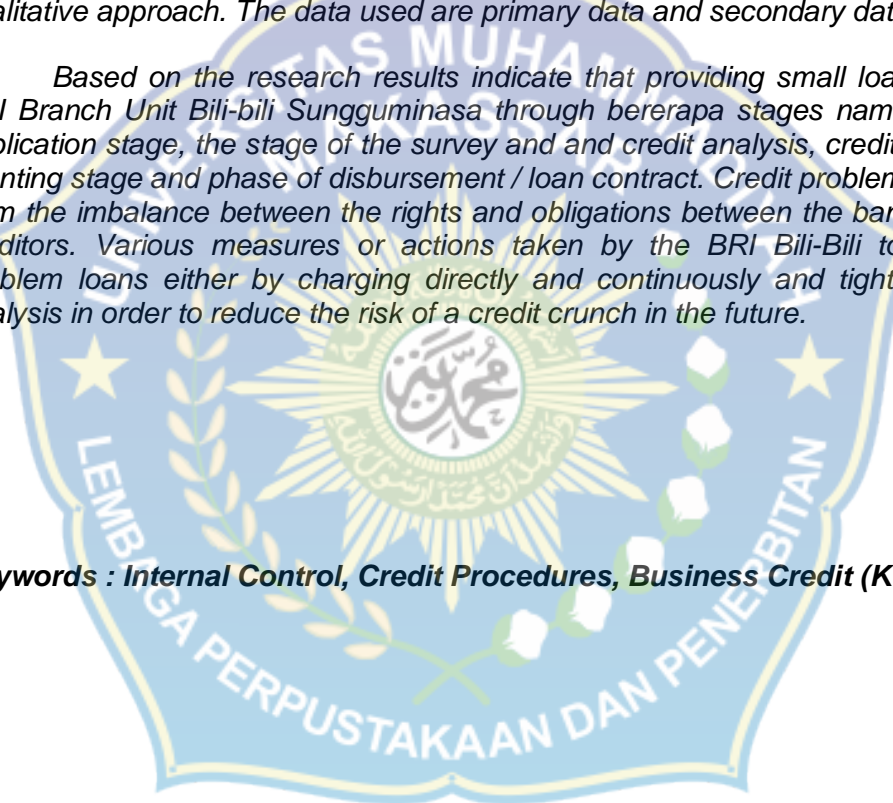 alitative approach. The data used are primary data and secondary dat
Based on the research results indicate that providing small loa
I Branch Unit Bili-bili Sungguminasa through bererapa stages nam
plication stage, the stage of the survey and and credit analysis, credit
nting stage and phase of disbursement / loan contract. Credit problem
m the imbalance between the rights and obligations between the bar
ditors. Various measures or actions taken by the BRI Bili-Bili to
blem loans either by charging directly and continuously and tight
alysis in order to reduce the risk of a credit crunch in the future.
ywords : Internal Control, Credit Procedures, Business Credit (K
UNIVERSITAS MUHAMMADIYAH
MAKASSAR
LEMBAGA PERPUSTAKAAN DAN PENERBITAN